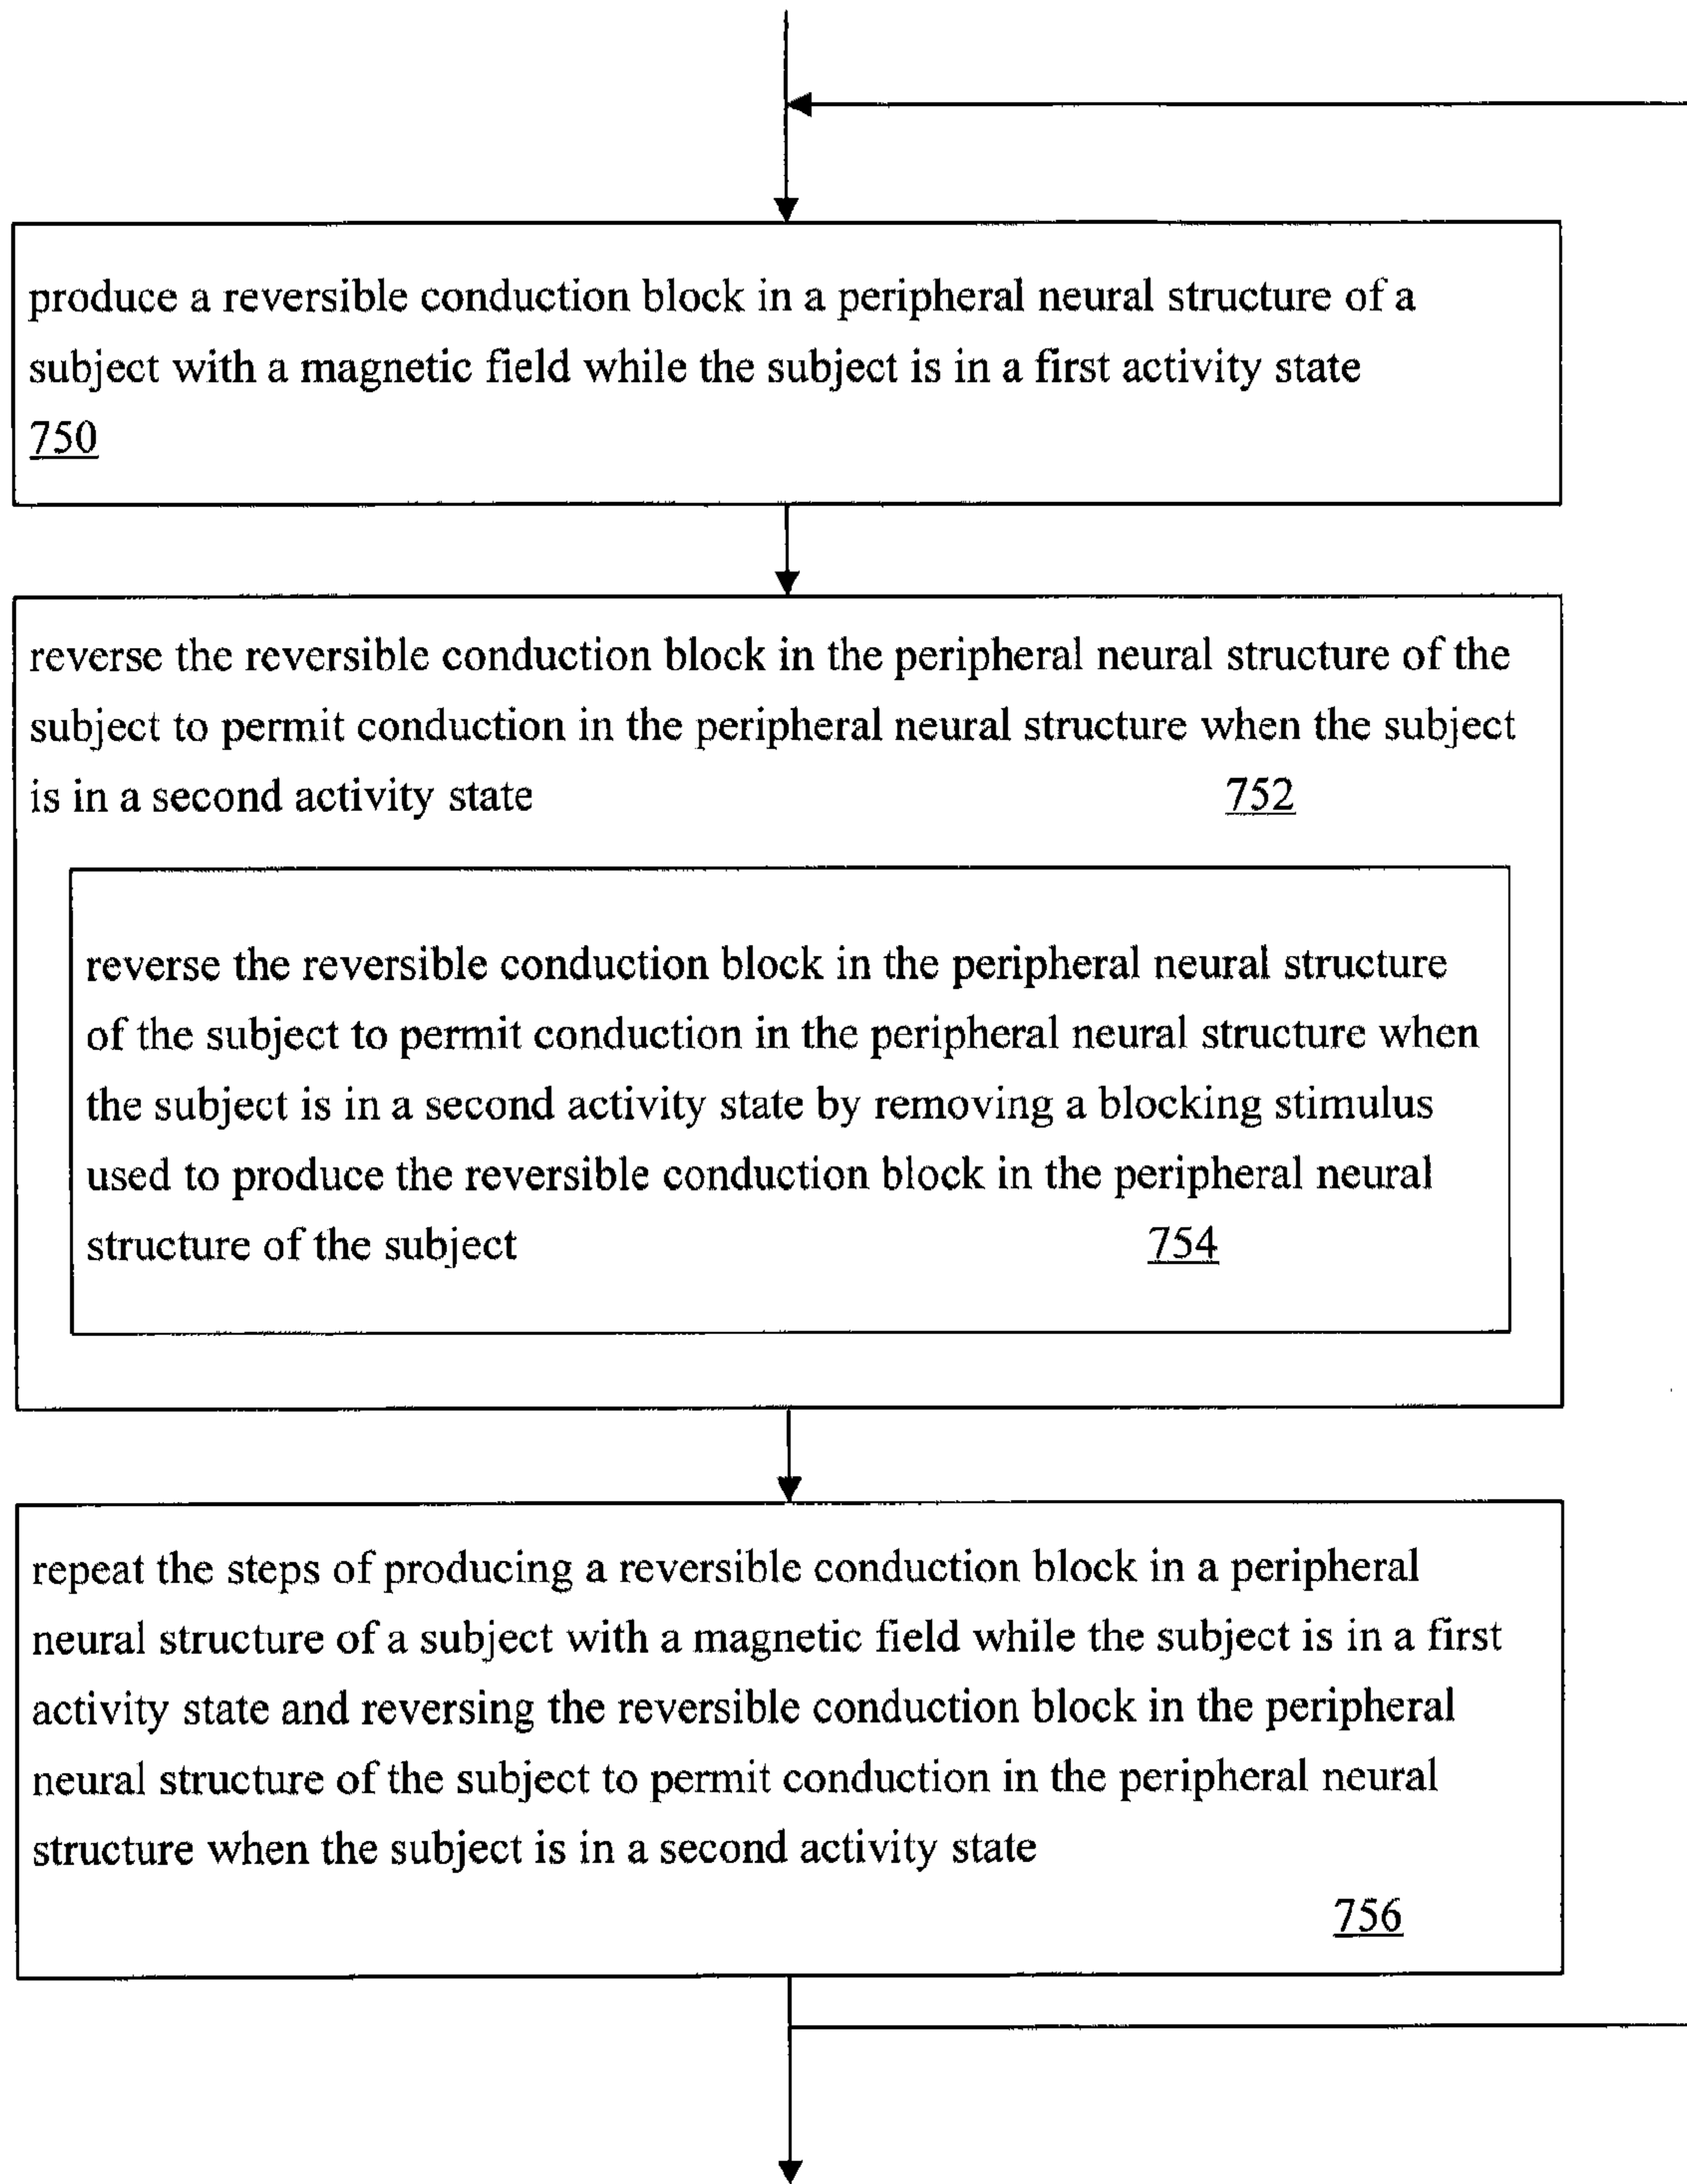 produce a reversible conduction block in a peripheral neural structure of a
subject with a magnetic field while the subject is in a first activity state
750
reverse the reversible conduction block in the peripheral neural structure of the
subject to permit conduction in the peripheral neural structure when the subject
is in a second activity state 752
reverse the reversible conduction block in the peripheral neural structure
of the subject to permit conduction in the peripheral neural structure when
the subject is in a second activity state by removing a blocking stimulus
used to produce the reversible conduction block in the peripheral neural
structure of the subject 754
repeat the steps of producing a reversible conduction block in a peripheral
neural structure of a subject with a magnetic field while the subject is in a first
activity state and reversing the reversible conduction block in the peripheral
neural structure of the subject to permit conduction in the peripheral neural
structure when the subject is in a second activity state
756